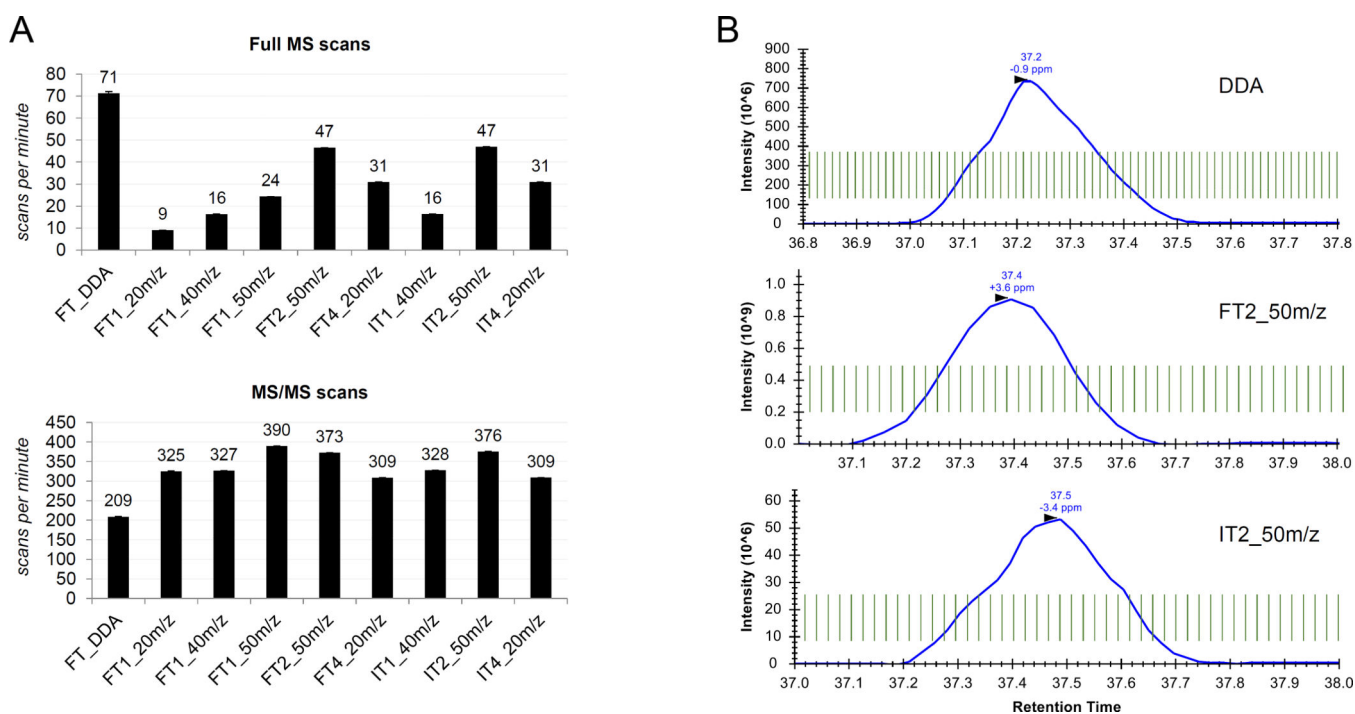 A
Full MS scans
scans per minute
80
70
60
50
40
30
20
10
0
71
9
16
24
47
31
16
47
31
FT_DDA
FT1_20m/z
FT1_40m/z
FT1_50m/z
FT2_50m/z
FT4_20m/z
IT1_40m/z
IT2_50m/z
IT4_20m/z
MS/MS scans
scans per minute
450
400
350
300
250
200
150
100
50
0
209
325
327
390
373
309
328
376
309
FT_DDA
FT1_20m/z
FT1_40m/z
FT1_50m/z
FT2_50m/z
FT4_20m/z
IT1_40m/z
IT2_50m/z
IT4_20m/z
B
Intensity (10^6)
900
800
700
600
500
400
300
200
100
0
37.2
-0.9 ppm
DDA
36.8 36.9 37.0 37.1 37.2 37.3 37.4 37.5 37.6 37.7 37.8
Intensity (10^9)
1.0
0.8
0.6
0.4
0.2
0.0
37.4
+3.6 ppm
FT2_50m/z
37.1 37.2 37.3 37.4 37.5 37.6 37.7 37.8 37.9 38.0
Intensity (10^6)
60
50
40
30
20
10
0
37.5
-3.4 ppm
IT2_50m/z
37.0 37.1 37.2 37.3 37.4 37.5 37.6 37.7 37.8 37.9 38.0
Retention Time